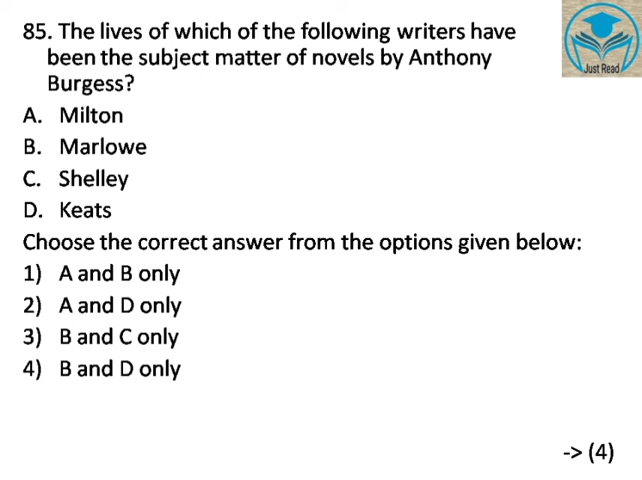 85. The lives of which of the following writers have
been the subject matter of novels by Anthony
Burgess?
A. Milton
B. Marlowe
C. Shelley
D. Keats
Choose the correct answer from the options given below:
1) A and B only
2) A and D only
3) B and C only
4) B and D only
-> (4)
Just Read